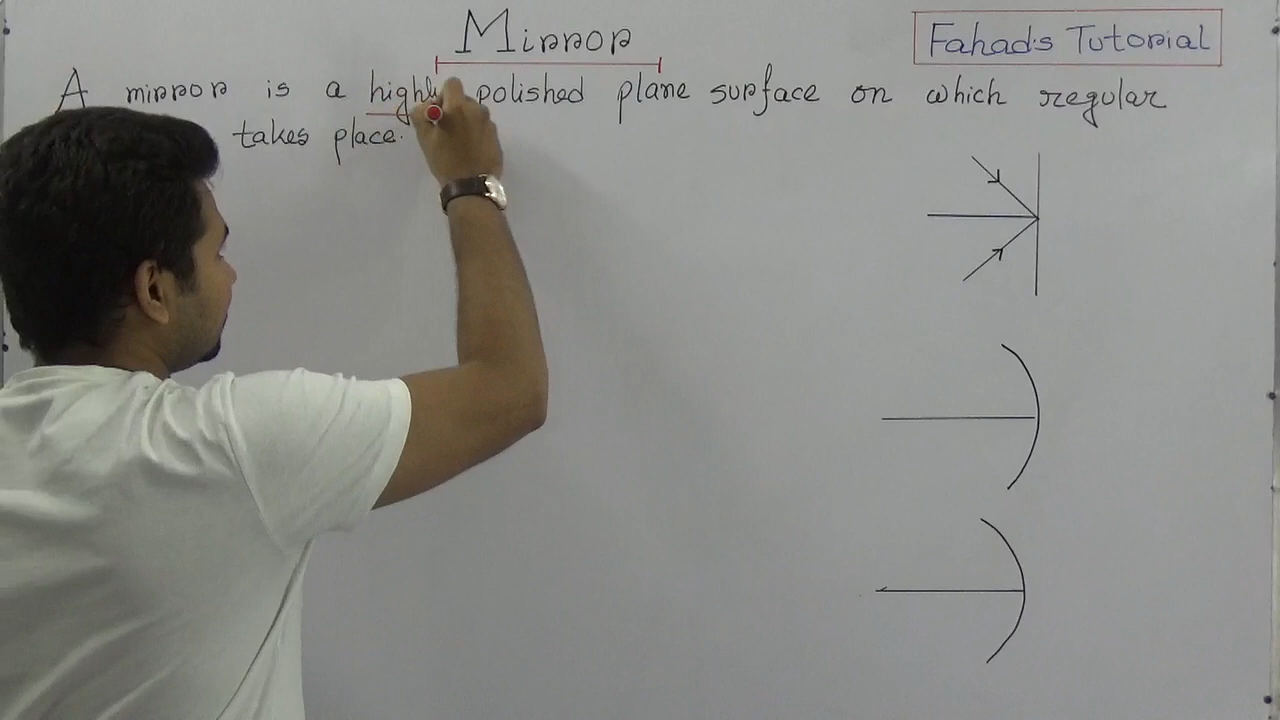 Mirror
Fahad's Tutorial
A mirror is a highly polished plane surface on which regular
takes place.